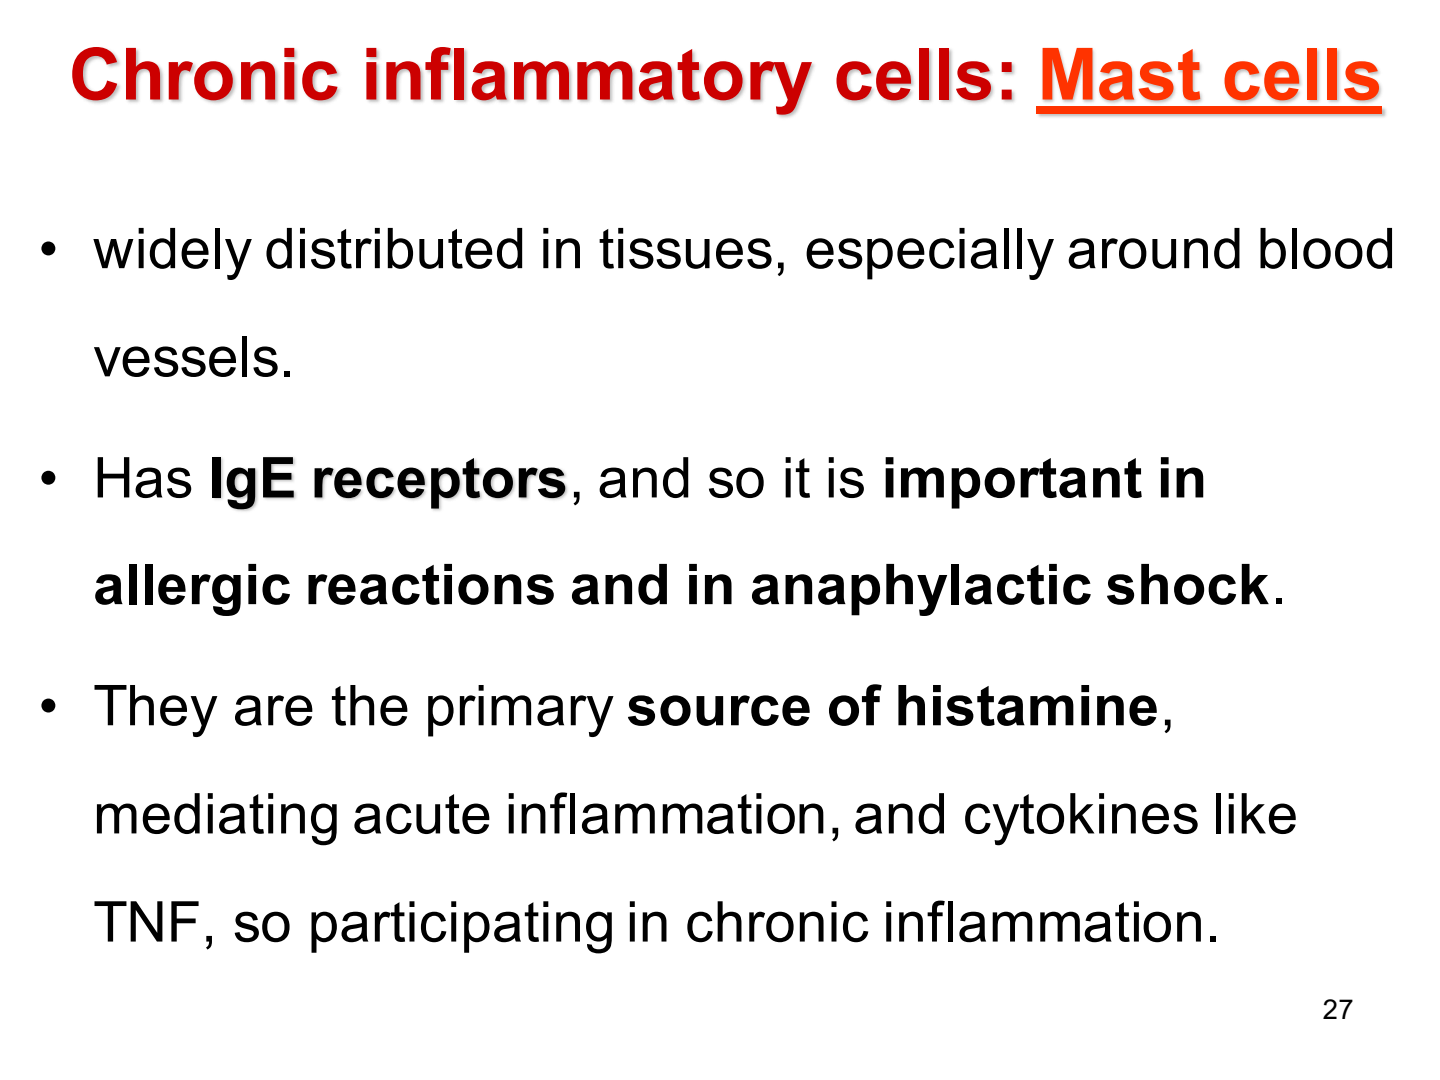 Chronic inflammatory cells: Mast cells
• widely distributed in tissues, especially around blood
vessels.
• Has IgE receptors, and so it is important in
allergic reactions and in anaphylactic shock.
• They are the primary source of histamine,
mediating acute inflammation, and cytokines like
TNF, so participating in chronic inflammation.
27